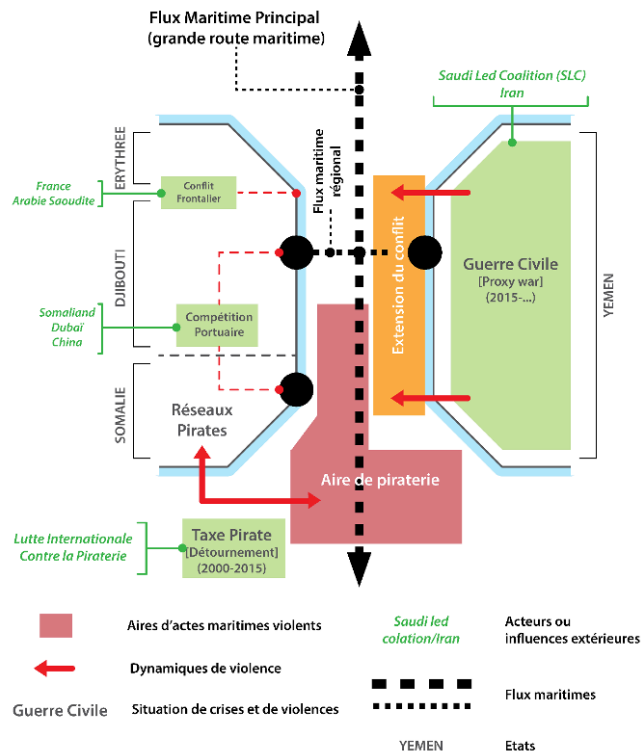 Flux Maritime Principal
(grande route maritime)
Saudi Led Coalition (SLC)
Iran
ERYTHREE
France
Arabie Saoudite
Conflit
Frontalier
Flux maritime
régional
DJIBOUTI
Somaliand
Dubaï
China
Compétition
Portuaire
Extension du conflit
Guerre Civile
[Proxy war]
(2015-...)
YEMEN
SOMALIE
Réseaux
Pirates
Aire de piraterie
Lutte Internationale
Contre la Piraterie
Taxe Pirate
[Détournement]
(2000-2015)
Aires d'actes maritimes violents
Saudi led
colation/Iran
Acteurs ou
influences extérieures
Dynamiques de violence
Flux maritimes
Guerre Civile
Situation de crises et de violences
YEMEN
Etats